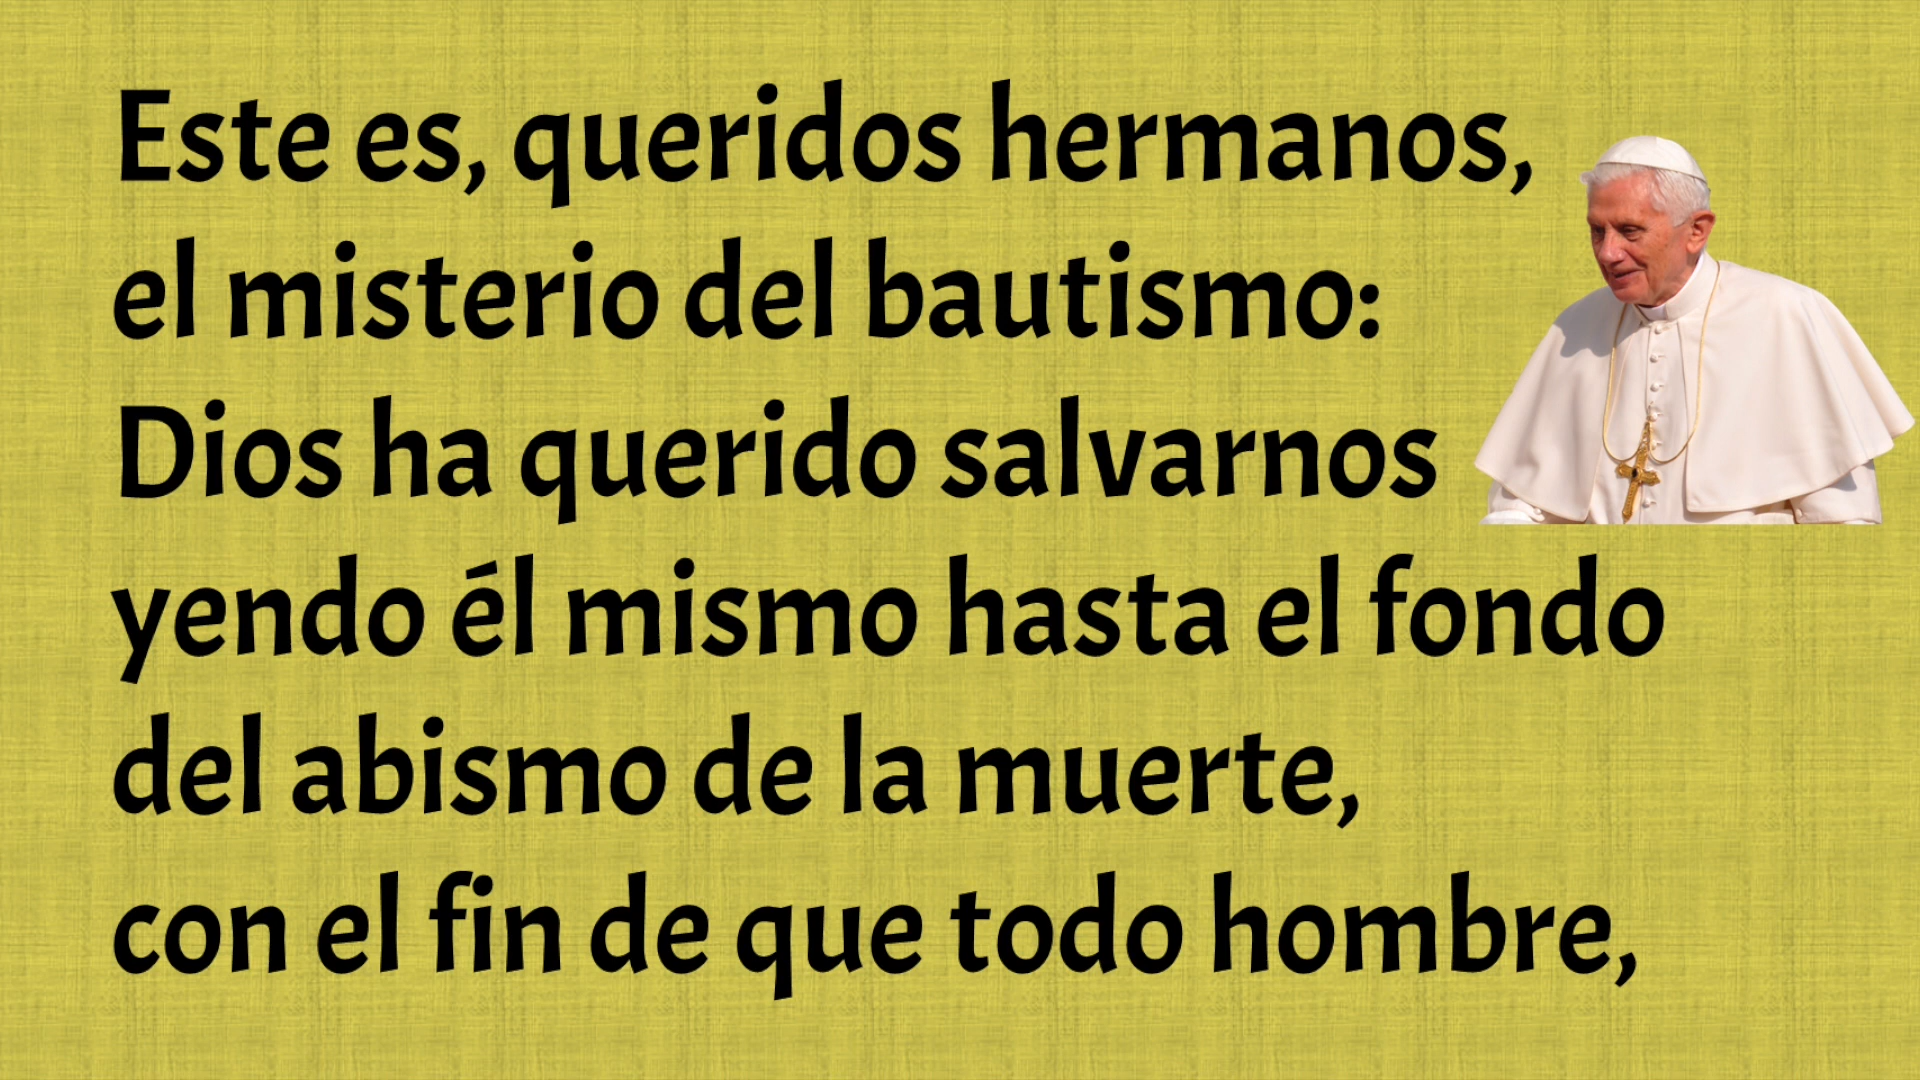 Este es, queridos hermanos,
el misterio del bautismo:
Dios ha querido salvarnos
yendo él mismo hasta el fondo
del abismo de la muerte,
con el fin de que todo hombre,